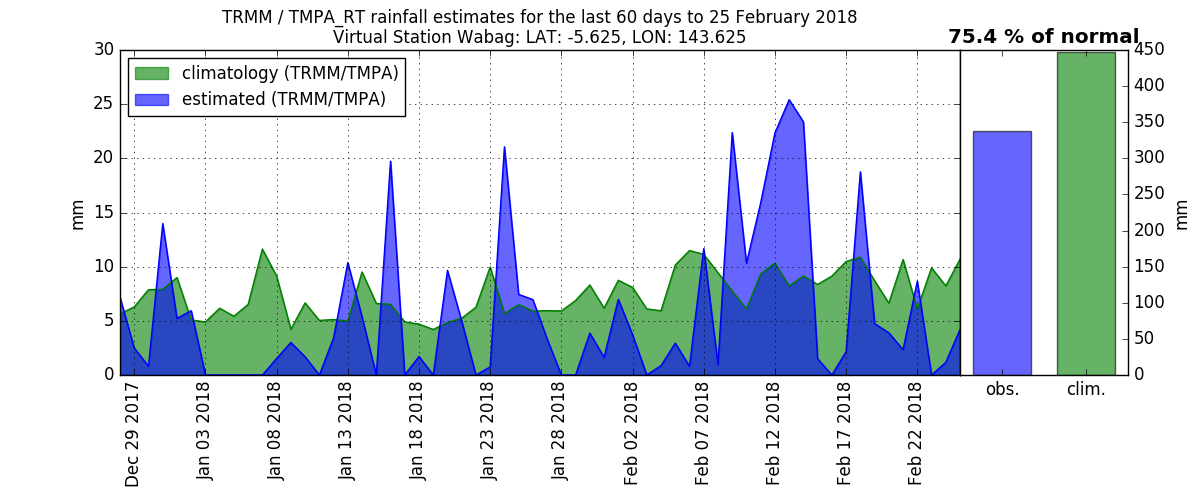 TRMM / TMPA_RT rainfall estimates for the last 60 days to 25 February 2018
Virtual Station Wabag: LAT: -5.625, LON: 143.625
75.4 % of normal
climatology (TRMM/TMPA)
estimated (TRMM/TMPA)
30
25
20
15
10
5
0
mm
Dec 29 2017
Jan 03 2018
Jan 08 2018
Jan 13 2018
Jan 18 2018
Jan 23 2018
Jan 28 2018
Feb 02 2018
Feb 07 2018
Feb 12 2018
Feb 17 2018
Feb 22 2018
450
400
350
300
250
200
150
100
50
0
mm
obs.
clim.